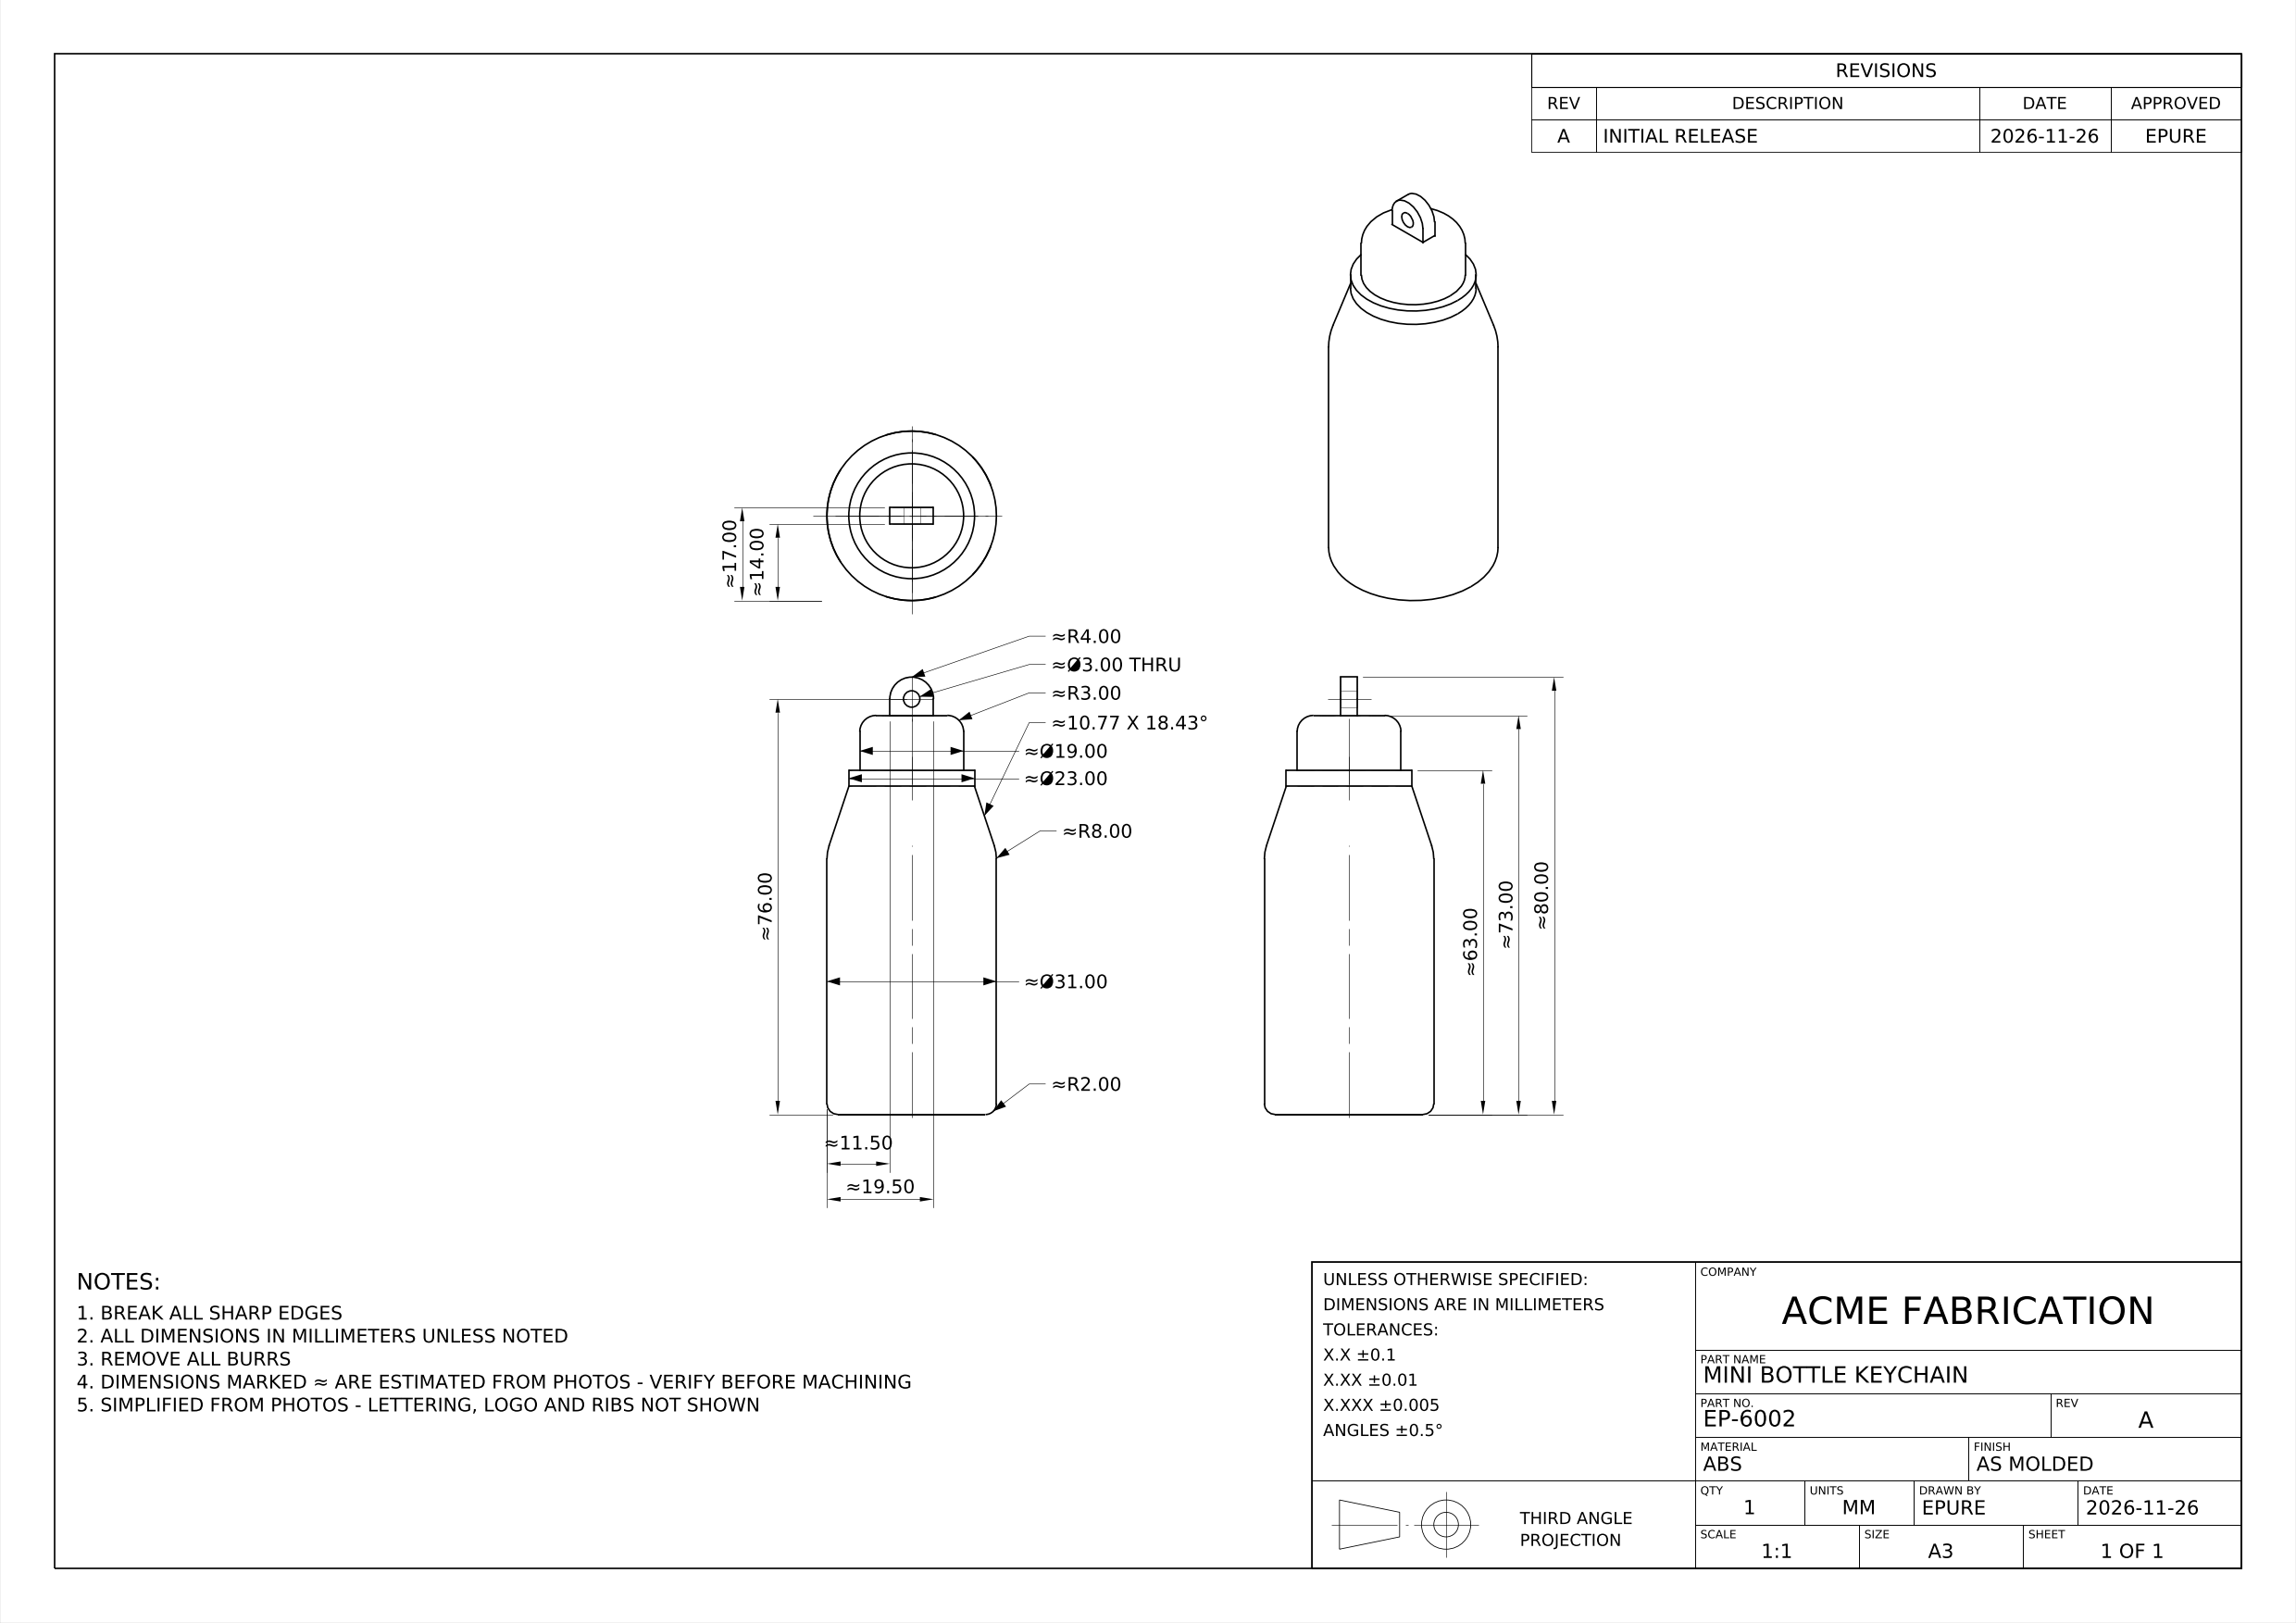 REVISIONS
REV DESCRIPTION DATE APPROVED
A INITIAL RELEASE 2026-11-26 EPURE
≈17.00
≈14.00
≈R4.00
≈Ø3.00 THRU
≈R3.00
≈10.77 X 18.43°
≈Ø19.00
≈Ø23.00
≈R8.00
≈76.00
≈Ø31.00
≈R2.00
≈11.50
≈19.50
≈63.00
≈73.00
≈80.00
NOTES:
1. BREAK ALL SHARP EDGES
2. ALL DIMENSIONS IN MILLIMETERS UNLESS NOTED
3. REMOVE ALL BURRS
4. DIMENSIONS MARKED ≈ ARE ESTIMATED FROM PHOTOS - VERIFY BEFORE MACHINING
5. SIMPLIFIED FROM PHOTOS - LETTERING, LOGO AND RIBS NOT SHOWN
UNLESS OTHERWISE SPECIFIED:
DIMENSIONS ARE IN MILLIMETERS
TOLERANCES:
X.X ±0.1
X.XX ±0.01
X.XXX ±0.005
ANGLES ±0.5°
THIRD ANGLE
PROJECTION
COMPANY
ACME FABRICATION
PART NAME
MINI BOTTLE KEYCHAIN
PART NO. REV
EP-6002 A
MATERIAL FINISH
ABS AS MOLDED
QTY UNITS DRAWN BY DATE
1 MM EPURE 2026-11-26
SCALE SIZE SHEET
1:1 A3 1 OF 1